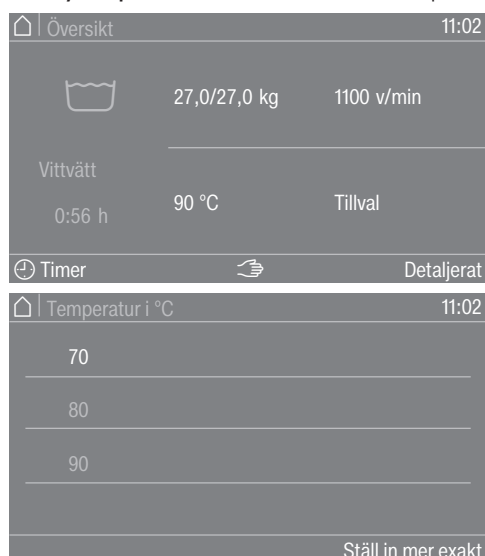 Översikt 11:02
27,0/27,0 kg 1100 v/min
Vittvätt
0:56 h
90 °C Tillval
Timer Detaljerat
Temperatur i °C 11:02
70
80
90
Ställ in mer exakt